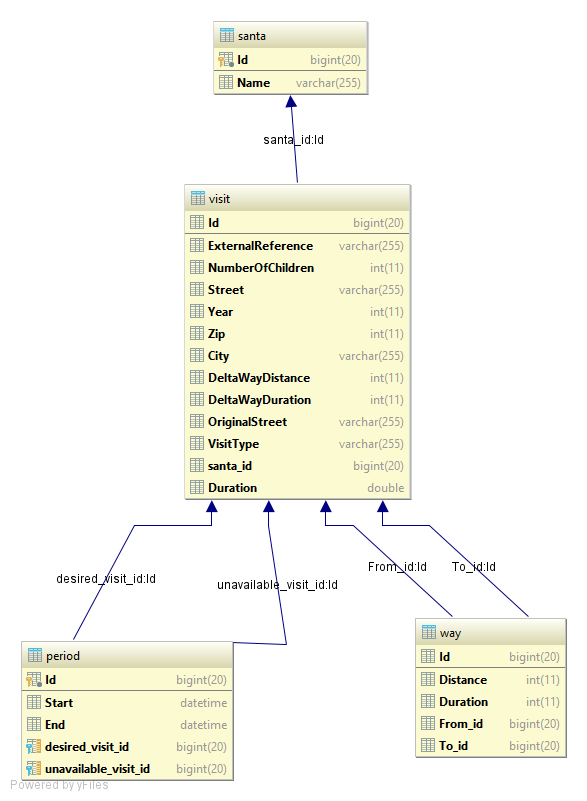 santa
Id bigint(20)
Name varchar(255)
santa_id:Id
visit
Id bigint(20)
ExternalReference varchar(255)
NumberOfChildren int(11)
Street varchar(255)
Year int(11)
Zip int(11)
City varchar(255)
DeltaWayDistance int(11)
DeltaWayDuration int(11)
OriginalStreet varchar(255)
VisitType varchar(255)
santa_id bigint(20)
Duration double
desired_visit_id:Id
unavailable_visit_id:Id
From_id:Id
To_id:Id
period
Id bigint(20)
Start datetime
End datetime
desired_visit_id bigint(20)
unavailable_visit_id bigint(20)
way
Id bigint(20)
Distance int(11)
Duration int(11)
From_id bigint(20)
To_id bigint(20)
Powered by yFiles